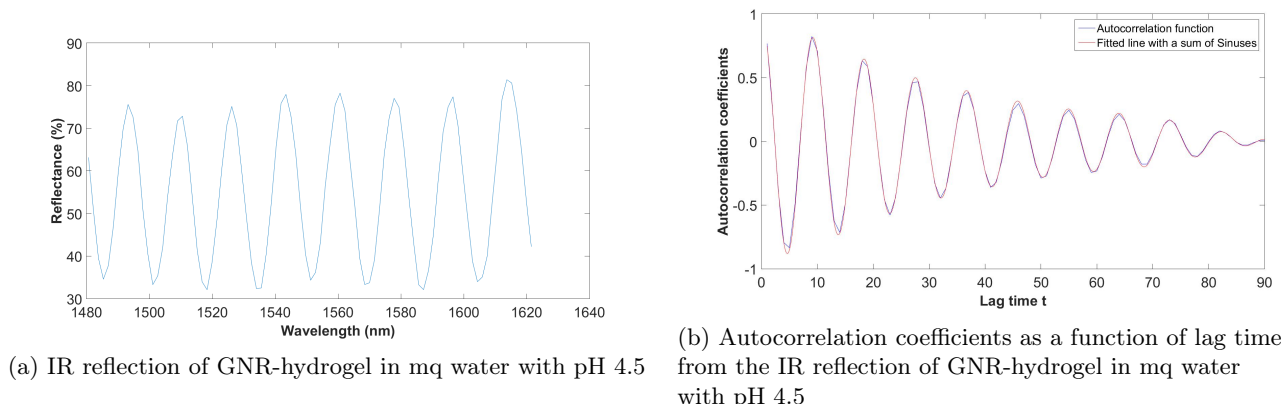 90
80
70
60
50
40
30
Reflectance (%)
1480 1500 1520 1540 1560 1580 1600 1620 1640
Wavelength (nm)
(a) IR reflection of GNR-hydrogel in mq water with pH 4.5
1
0.5
0
-0.5
-1
Autocorrelation coefficients
Autocorrelation function
Fitted line with a sum of Sinuses
0 10 20 30 40 50 60 70 80 90
Lag time t
(b) Autocorrelation coefficients as a function of lag time
from the IR reflection of GNR-hydrogel in mq water
with pH 4.5